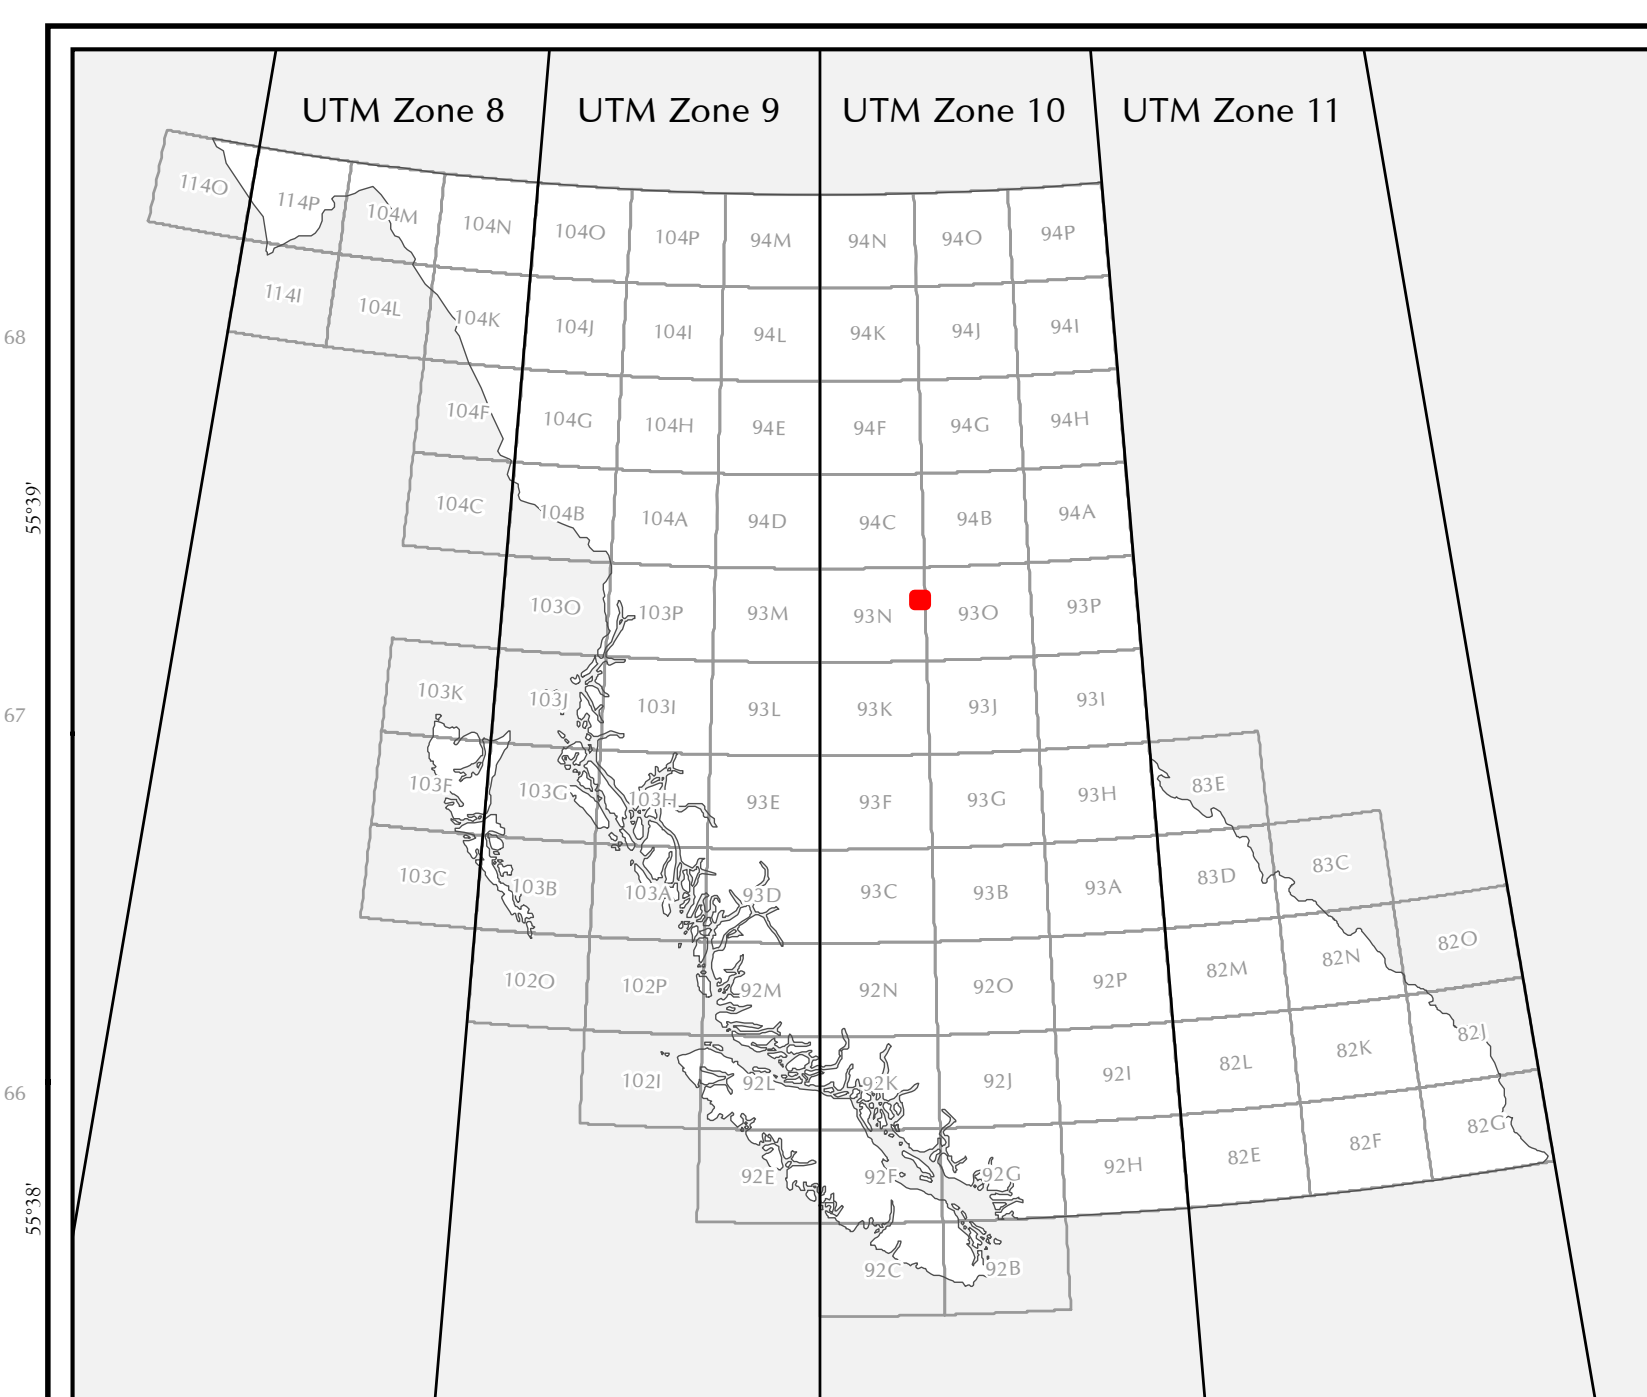 UTM Zone 8 UTM Zone 9 UTM Zone 10 UTM Zone 11
114O 114P 104M 104N 104O 104P 94M 94N 94O 94P
114I 104L 104K 104J 104I 94L 94K 94J 94I
68
104F 104G 104H 94E 94F 94G 94H
55°39'
104C 104B 104A 94D 94C 94B 94A
103O 103P 93M 93N 93O 93P
103K 103J 103I 93L 93K 93J 93I
67
103F 103G 103H 93E 93F 93G 93H 83E
103C 103B 103A 93D 93C 93B 93A 83D 83C
102O 102P 92M 92N 92O 92P 82M 82N 82O
102I 92L 92K 92J 92I 82L 82K 82J
66
92E 92F 92G 92H 82E 82F 82G
55°38'
92C 92B